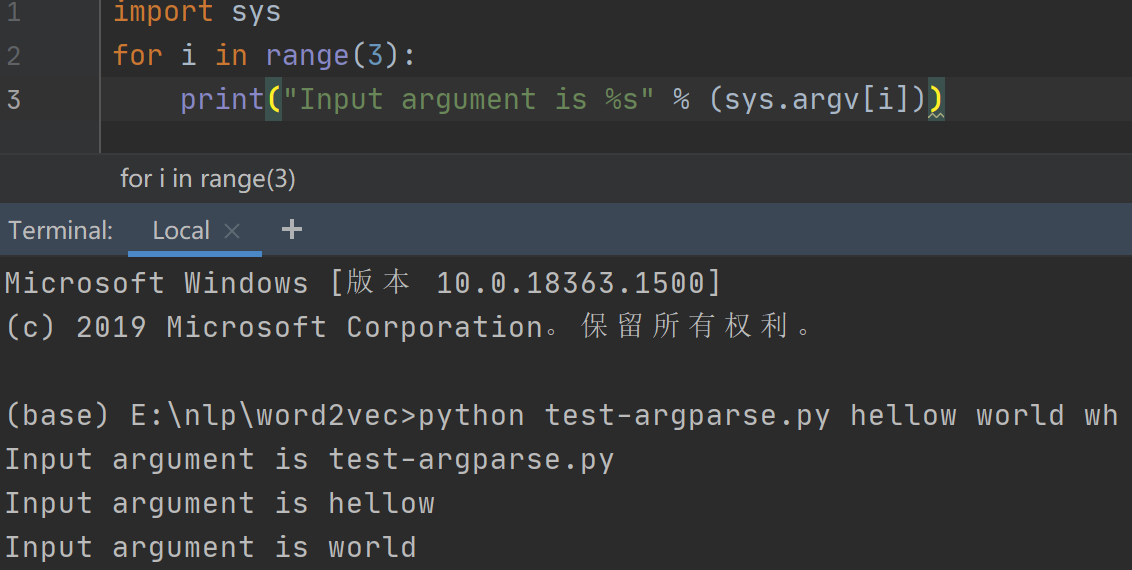 1 import sys
2 for i in range(3):
3 print("Input argument is %s" % (sys.argv[i]))
for i in range(3)
Terminal: Local × +
Microsoft Windows [版本 10.0.18363.1500]
(c) 2019 Microsoft Corporation。保留所有权利。
(base) E:\nlp\word2vec>python test-argparse.py hellow world wh
Input argument is test-argparse.py
Input argument is hellow
Input argument is world